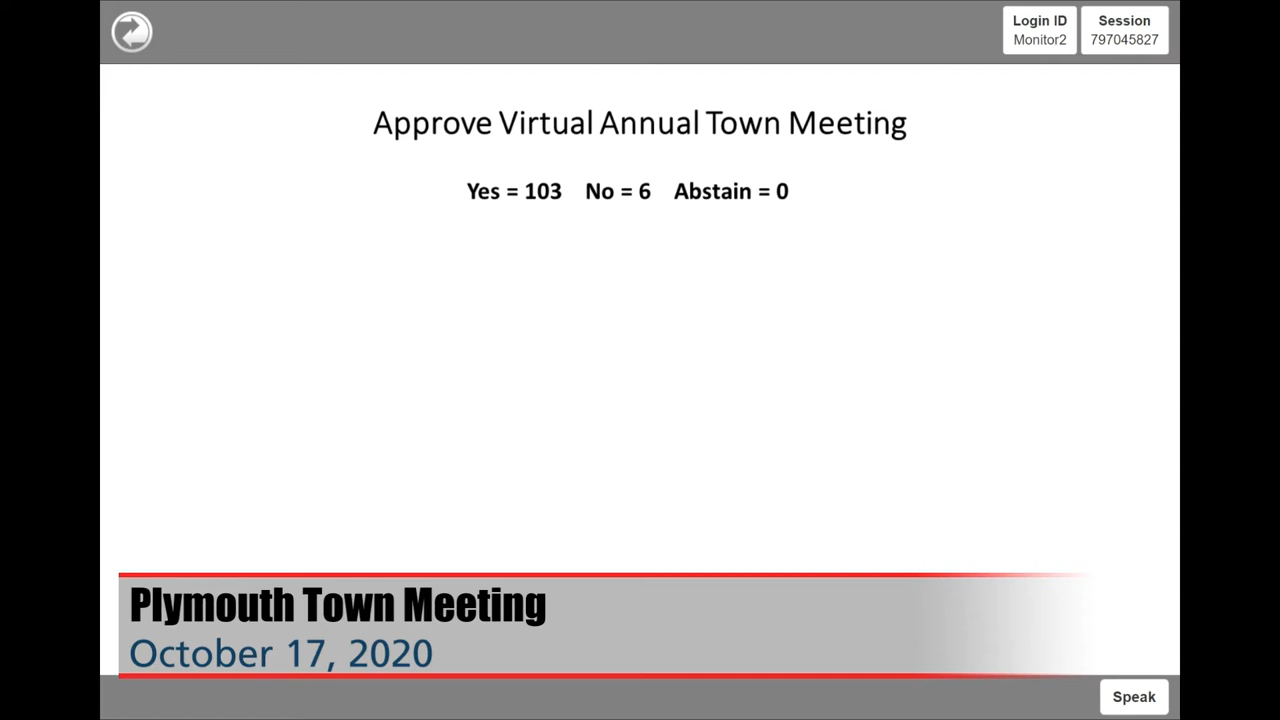 Login ID
Monitor2
Session
797045827
Approve Virtual Annual Town Meeting
Yes = 103 No = 6 Abstain = 0
Plymouth Town Meeting
October 17, 2020
Speak